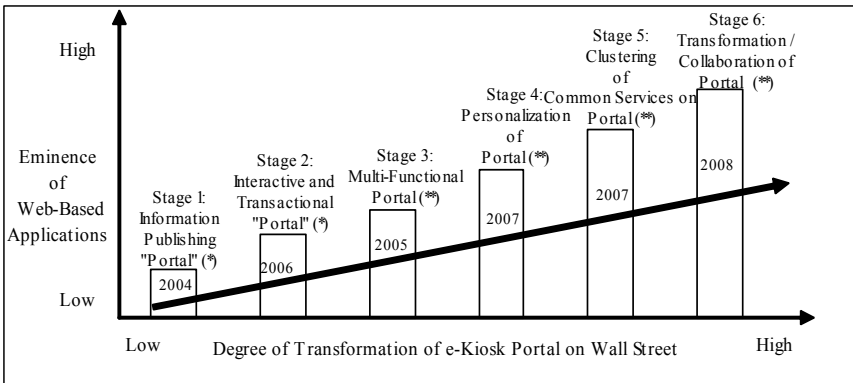 High
Eminence
of
Web-Based
Applications
Low
Stage 1:
Information
Publishing
"Portal" (*)
2004
Stage 2:
Interactive and
Transactional
"Portal" (*)
2006
Stage 3:
Multi-Functional
Portal (**)
2005
Stage 4:
Personalization
of
Portal (**)
2007
Stage 5:
Clustering
of
Common Services on
Portal (**)
2007
Stage 6:
Transformation /
Collaboration of
Portal (**)
2008
Low
Degree of Transformation of e-Kiosk Portal on Wall Street
High